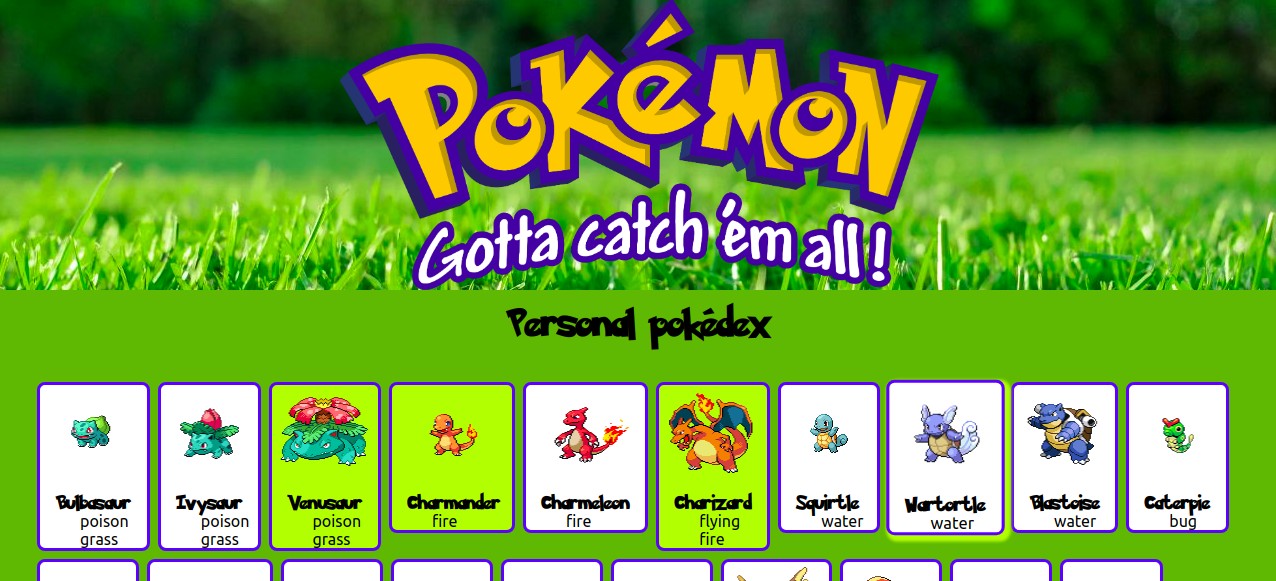 POKÉMON
Gotta catch 'em all!
Personal pokédex
Bulbasaur
poison
grass
Ivysaur
poison
grass
Venusaur
poison
grass
Charmander
fire
Charmeleon
fire
Charizard
flying
fire
Squirtle
water
Wartortle
water
Blastoise
water
Caterpie
bug